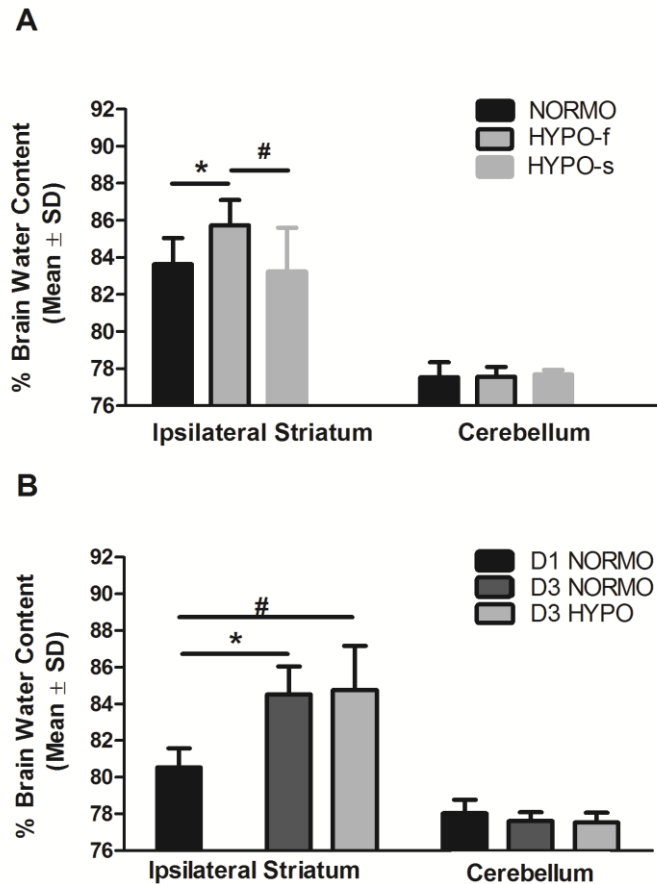 A
% Brain Water Content
(Mean ± SD)
92
90
88
86
84
82
80
78
76
NORMO
HYPO-f
HYPO-s
*
#
Ipsilateral Striatum
Cerebellum
B
% Brain Water Content
(Mean ± SD)
92
90
88
86
84
82
80
78
76
D1 NORMO
D3 NORMO
D3 HYPO
#
*
Ipsilateral Striatum
Cerebellum